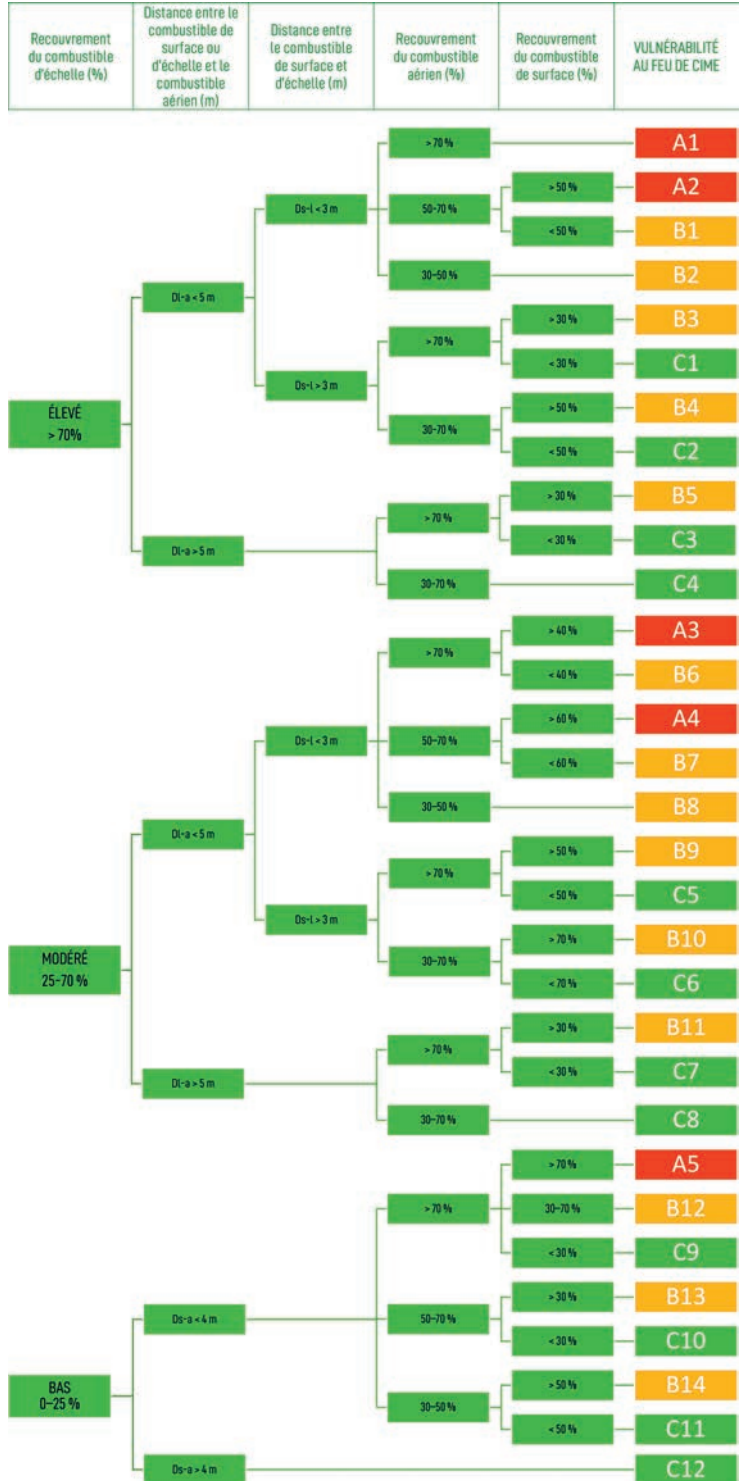 Recouvrement
du combustible
d'échelle (%)
Distance entre le
combustible de
surface ou
d'échelle et le
combustible
aérien (m)
Distance entre
le combustible
de surface et
d'échelle (m)
Recouvrement
du combustible
aérien (%)
Recouvrement
du combustible
de surface (%)
VULNÉRABILITÉ
AU FEU DE CIME
ÉLEVÉ
> 70%
Dl-a < 5 m
Ds-l < 3 m
> 70 %
A1
50-70 %
> 50 %
A2
< 50 %
B1
30-50 %
B2
Ds-l > 3 m
> 70 %
> 30 %
B3
< 30 %
C1
30-70 %
> 50 %
B4
< 50 %
C2
Dl-a > 5 m
> 70 %
> 30 %
B5
< 30 %
C3
30-70 %
C4
MODÉRÉ
25-70 %
Dl-a < 5 m
Ds-l < 3 m
> 70 %
> 40 %
A3
< 40 %
B6
50-70 %
> 60 %
A4
< 60 %
B7
30-50 %
B8
Ds-l > 3 m
> 70 %
> 50 %
B9
< 50 %
C5
30-70 %
> 70 %
B10
< 70 %
C6
Dl-a > 5 m
> 70 %
> 30 %
B11
< 30 %
C7
30-70 %
C8
BAS
0-25 %
Ds-a < 4 m
> 70 %
> 70 %
A5
30-70 %
B12
< 30 %
C9
50-70 %
> 30 %
B13
< 30 %
C10
30-50 %
> 50 %
B14
< 50 %
C11
Ds-a > 4 m
C12